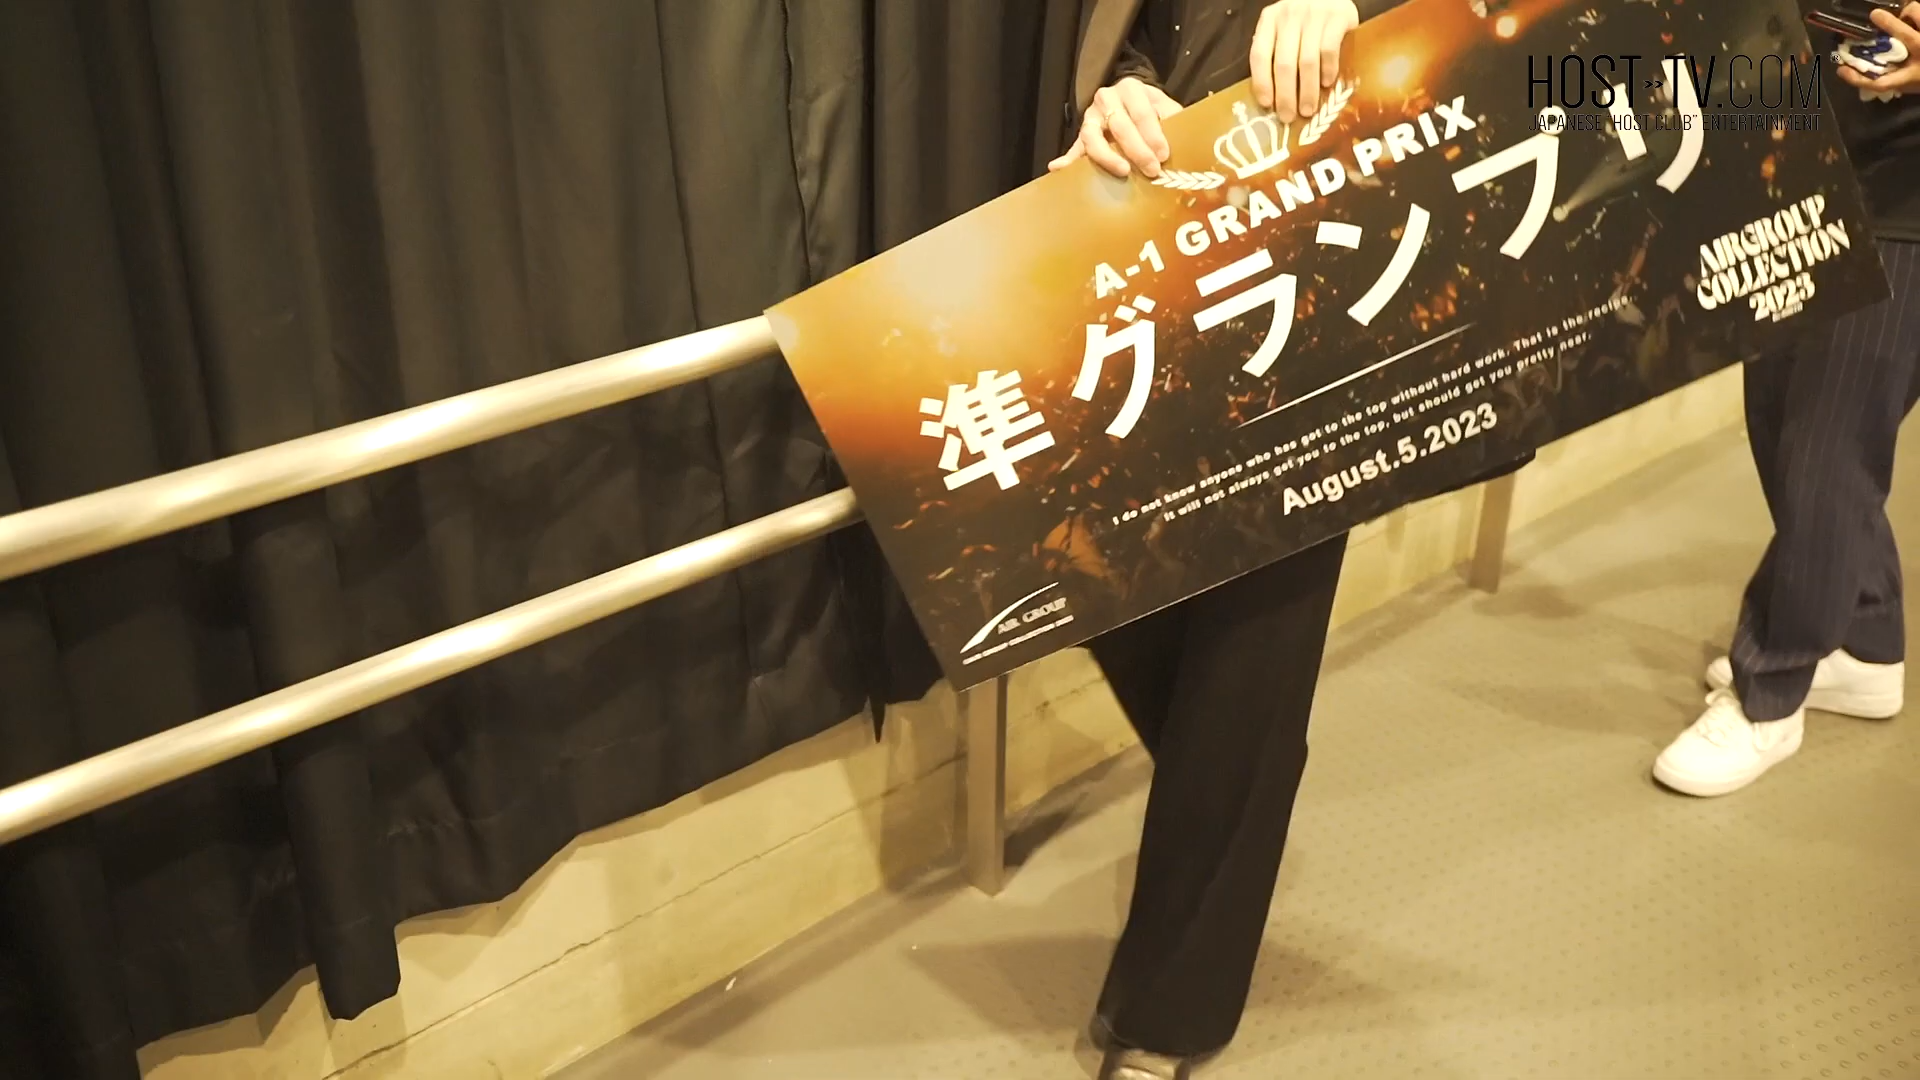 HOST»TV.COM®
JAPANESE "HOST CLUB" ENTERTAINMENT
A-1 GRAND PRIX
準グランプリ
AIRGROUP
COLLECTION
2023
I do not know anyone who has got to the top without hard work. That is the recipe.
It will not always get you to the top, but should get you pretty near.
August.5.2023
AIR GROUP